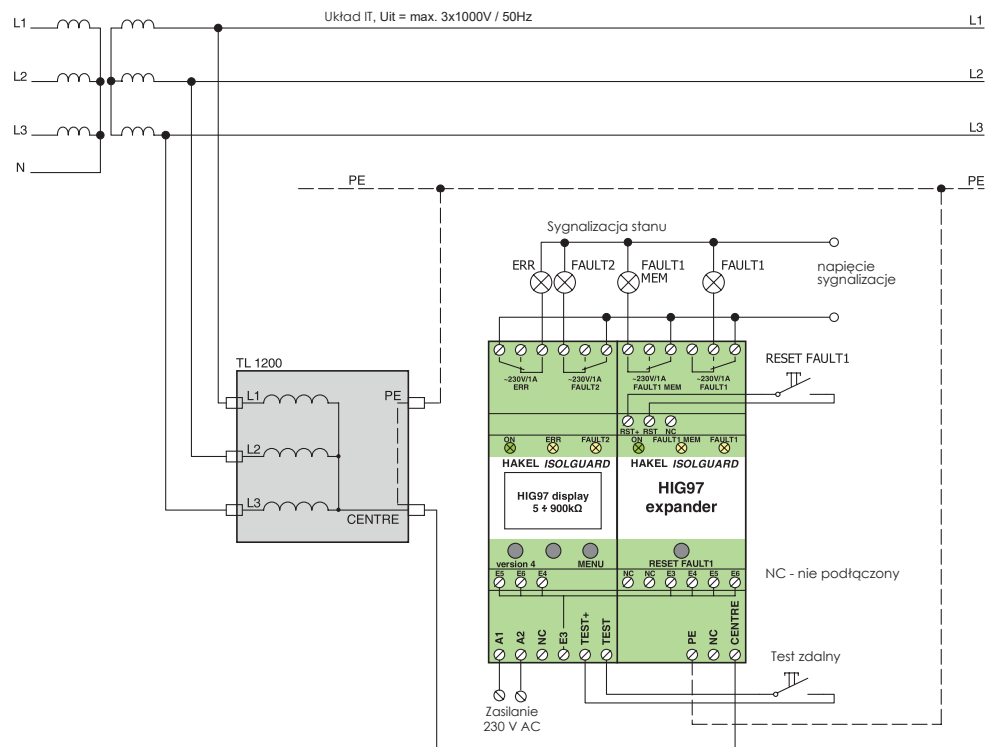 Układ IT, Uit = max. 3x1000V / 50Hz
L1
L1
L2
L2
L3
L3
N
PE
PE
Sygnalizacja stanu
ERR
FAULT2
FAULT1
MEM
FAULT1
napięcie
sygnalizacje
TL 1200
L1
PE
L2
L3
CENTRE
~230V/1A
ERR
~230V/1A
FAULT2
~230V/1A
FAULT1 MEM
~230V/1A
FAULT1
RESET FAULT1
RST+
RST
NC
ON
ERR
FAULT2
ON
FAULT1 MEM
FAULT1
HAKEL ISOLGUARD
HAKEL ISOLGUARD
HIG97 display
5 ÷ 900kΩ
HIG97
expander
version 4
MENU
RESET FAULT1
NC - nie podłączony
E5
E6
E4
NC
NC
E3
E4
E5
E6
A1
A2
NC
E3
TEST+
TEST
PE
NC
CENTRE
Test zdalny
Zasilanie
230 V AC